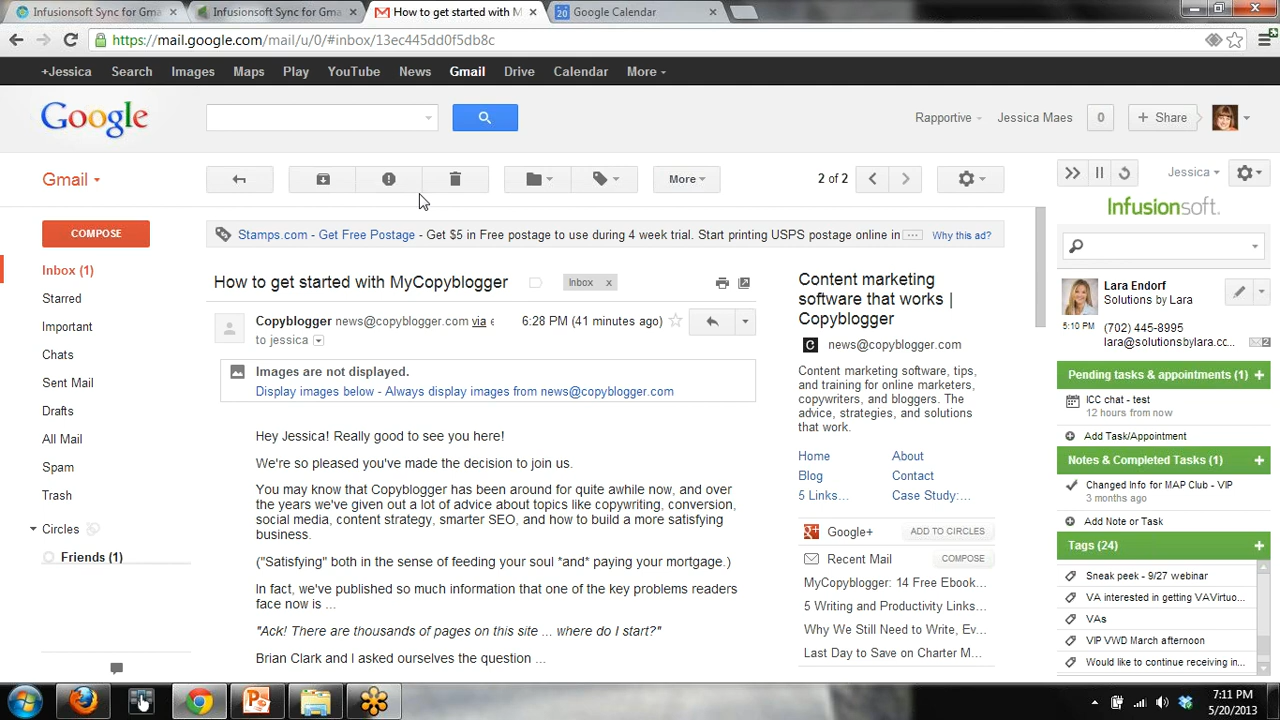 Infusionsoft Sync for Gma
Infusionsoft Sync for Gma
How to get started with M
20 Google Calendar
https://mail.google.com/mail/u/0/#inbox/13ec445dd0f5db8c
+Jessica Search Images Maps Play YouTube News Gmail Drive Calendar More
Google
Rapportive Jessica Maes 0 + Share
Gmail
More
2 of 2
Jessica
Infusionsoft.
COMPOSE
Inbox (1)
Starred
Important
Chats
Sent Mail
Drafts
All Mail
Spam
Trash
Circles
Friends (1)
Stamps.com - Get Free Postage - Get $5 in Free postage to use during 4 week trial. Start printing USPS postage online in ... Why this ad?
How to get started with MyCopyblogger Inbox x
Copyblogger news@copyblogger.com via e 6:28 PM (41 minutes ago)
to jessica
Images are not displayed.
Display images below - Always display images from news@copyblogger.com
Hey Jessica! Really good to see you here!
We're so pleased you've made the decision to join us.
You may know that Copyblogger has been around for quite awhile now, and over
the years we've given out a lot of advice about topics like copywriting, conversion,
social media, content strategy, smarter SEO, and how to build a more satisfying
business.
("Satisfying" both in the sense of feeding your soul *and* paying your mortgage.)
In fact, we've published so much information that one of the key problems readers
face now is ...
"Ack! There are thousands of pages on this site ... where do I start?"
Brian Clark and I asked ourselves the question ...
Content marketing
software that works |
Copyblogger
C news@copyblogger.com
Content marketing software, tips,
and training for online marketers,
copywriters, and bloggers. The
advice, strategies, and solutions
that work.
Home About
Blog Contact
5 Links... Case Study:...
Google+ ADD TO CIRCLES
Recent Mail COMPOSE
MyCopyblogger: 14 Free Ebook...
5 Writing and Productivity Links...
Why We Still Need to Write, Ev...
Last Day to Save on Charter M...
Lara Endorf
Solutions by Lara
5:10 PM (702) 445-8995
lara@solutionsbylara.cc... 2
Pending tasks & appointments (1) +
ICC chat - test
12 hours from now
Add Task/Appointment
Notes & Completed Tasks (1) +
Changed Info for MAP Club - VIP
3 months ago
Add Note or Task
Tags (24) +
Sneak peek - 9/27 webinar
VA interested in getting VAVirtuo...
VAs
VIP VWD March afternoon
Would like to continue receiving in...
7:11 PM
5/20/2013